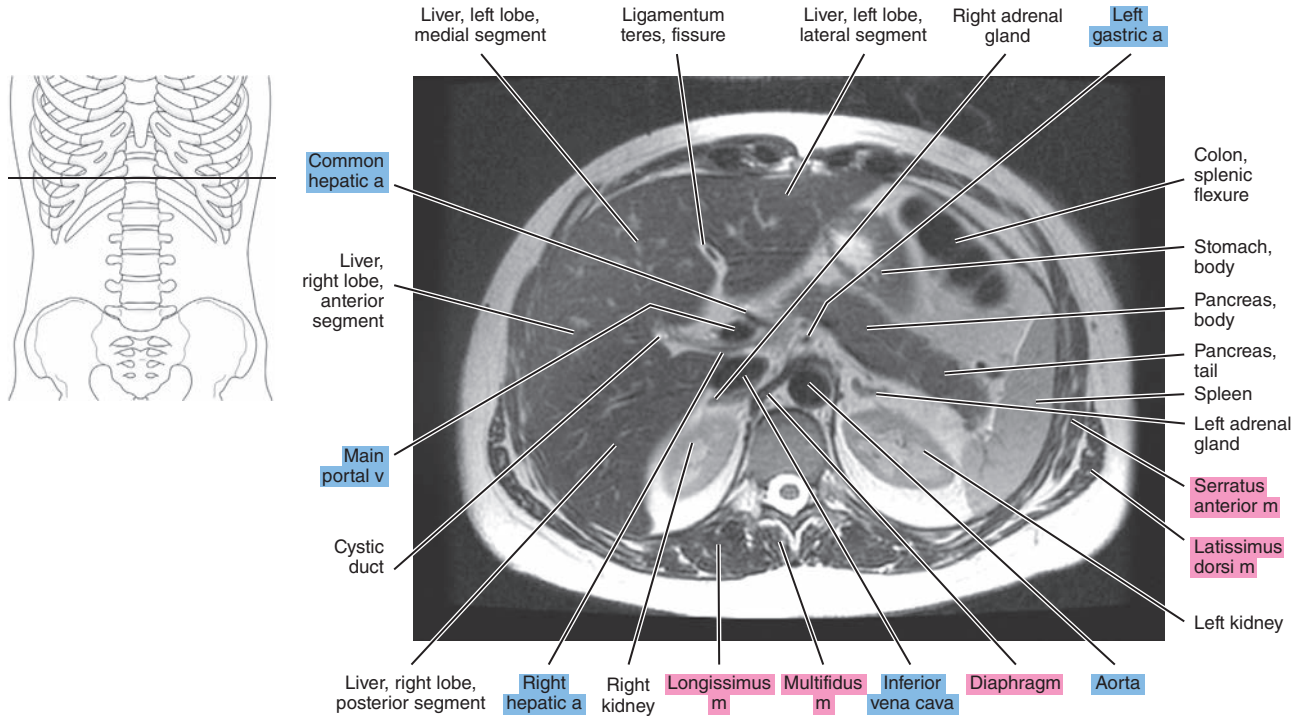 Liver, left lobe,
medial segment
Ligamentum
teres, fissure
Liver, left lobe,
lateral segment
Right adrenal
gland
Left
gastric a
Common
hepatic a
Liver,
right lobe,
anterior
segment
Main
portal v
Cystic
duct
Colon,
splenic
flexure
Stomach,
body
Pancreas,
body
Pancreas,
tail
Spleen
Left adrenal
gland
Serratus
anterior m
Latissimus
dorsi m
Left kidney
Liver, right lobe,
posterior segment
Right
hepatic a
Right
kidney
Longissimus
m
Multifidus
m
Inferior
vena cava
Diaphragm
Aorta